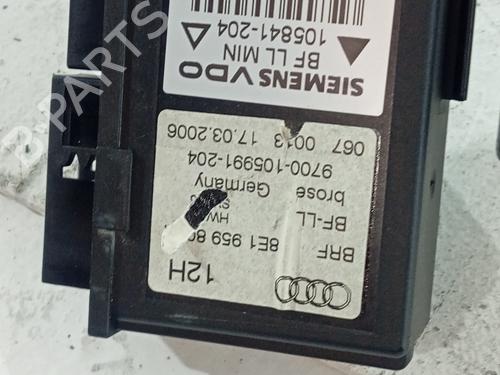 12H
BRF 8E1 959
BF-LL HW
brose Germany
9700-105991-204
067 0013 17.03.2006
SIEMENS VDO
BF LL MIN
105841-204
B-PARTS